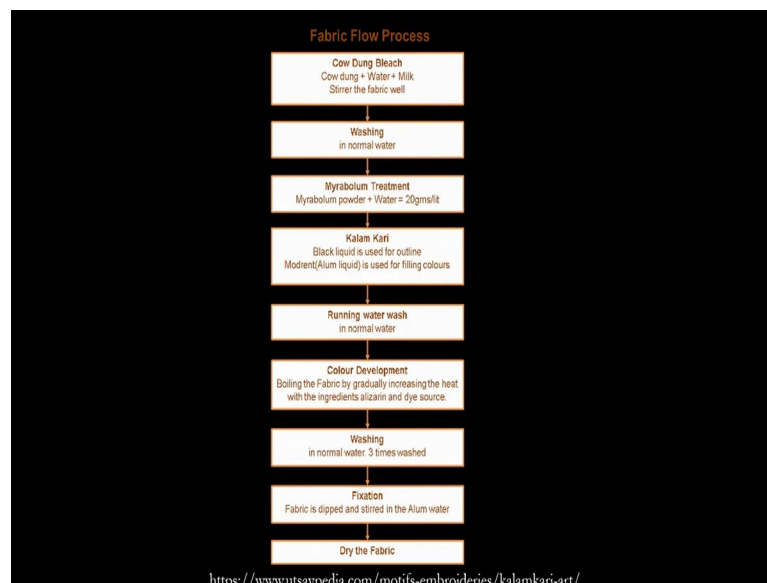 Fabric Flow Process
Cow Dung Bleach
Cow dung + Water + Milk
Stirrer the fabric well
Washing
in normal water
Myrabolum Treatment
Myrabolum powder + Water = 20gms/lit
Kalam Kari
Black liquid is used for outline
Modrent(Alum liquid) is used for filling colours
Running water wash
in normal water
Colour Development
Boiling the Fabric by gradually increasing the heat
with the ingredients alizarin and dye source.
Washing
in normal water. 3 times washed
Fixation
Fabric is dipped and stirred in the Alum water
Dry the Fabric
https://www.utsavpedia.com/motifs-embroideries/kalamkari-art/